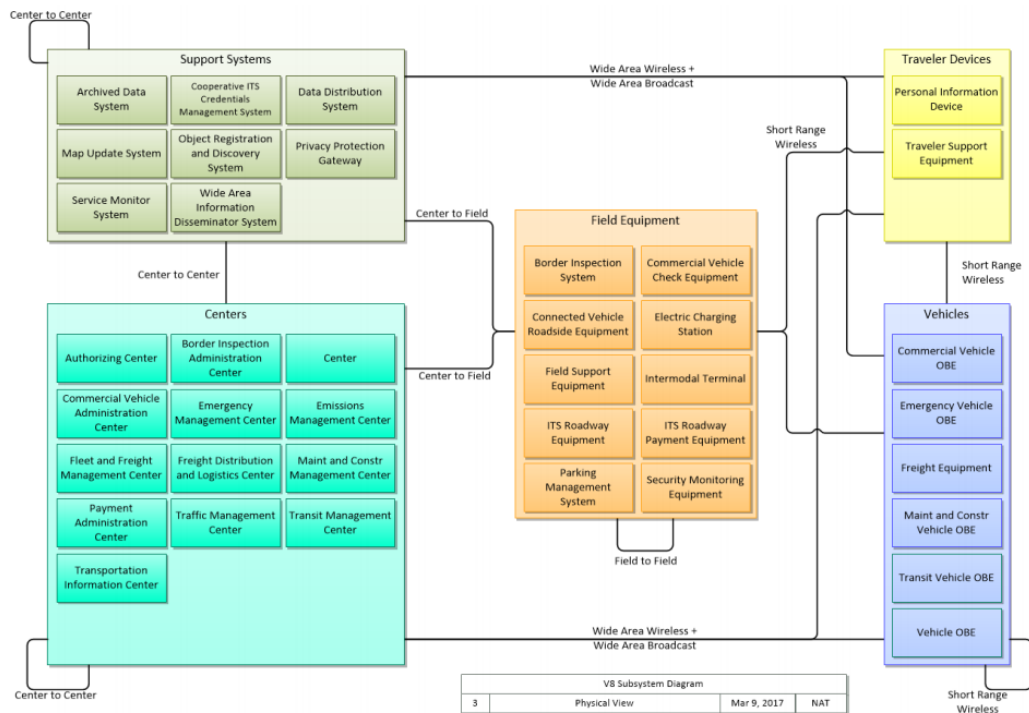 Center to Center
Support Systems
Archived Data
System
Cooperative ITS
Credentials
Management System
Data Distribution
System
Map Update System
Object Registration
and Discovery
System
Privacy Protection
Gateway
Service Monitor
System
Wide Area
Information
Disseminator System
Wide Area Wireless +
Wide Area Broadcast
Traveler Devices
Personal Information
Device
Traveler Support
Equipment
Short Range
Wireless
Center to Field
Center to Center
Field Equipment
Border Inspection
System
Commercial Vehicle
Check Equipment
Connected Vehicle
Roadside Equipment
Electric Charging
Station
Field Support
Equipment
Intermodal Terminal
ITS Roadway
Equipment
ITS Roadway
Payment Equipment
Parking
Management
System
Security Monitoring
Equipment
Field to Field
Short Range
Wireless
Centers
Authorizing Center
Border Inspection
Administration
Center
Center
Commercial Vehicle
Administration
Center
Emergency
Management Center
Emissions
Management Center
Fleet and Freight
Management Center
Freight Distribution
and Logistics Center
Maint and Constr
Management Center
Payment
Administration
Center
Traffic Management
Center
Transit Management
Center
Transportation
Information Center
Center to Field
Vehicles
Commercial Vehicle
OBE
Emergency Vehicle
OBE
Freight Equipment
Maint and Constr
Vehicle OBE
Transit Vehicle OBE
Vehicle OBE
Wide Area Wireless +
Wide Area Broadcast
Center to Center
Short Range
Wireless
V8 Subsystem Diagram
3 Physical View Mar 9, 2017 NAT